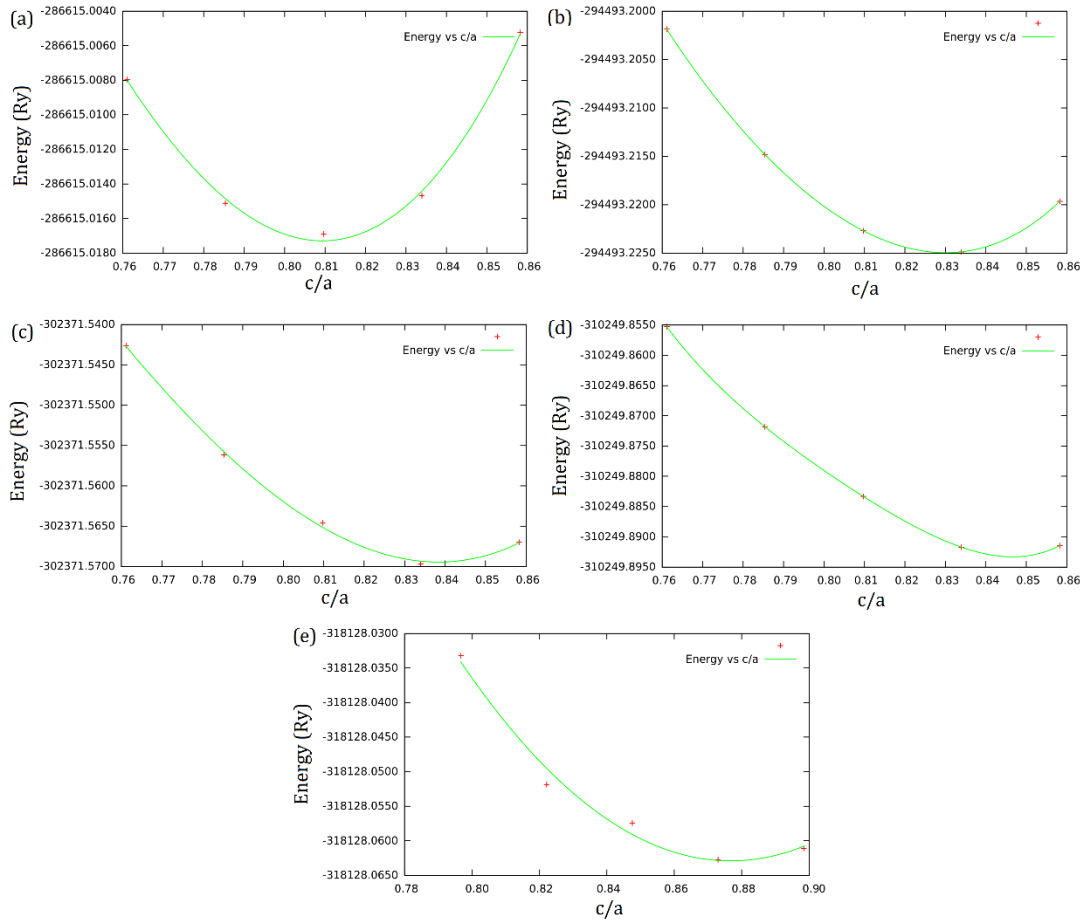 (a)
Energy (Ry)
-286615.0040
-286615.0060
-286615.0080
-286615.0100
-286615.0120
-286615.0140
-286615.0160
-286615.0180
Energy vs c/a
0.76 0.77 0.78 0.79 0.80 0.81 0.82 0.83 0.84 0.85 0.86
c/a
(b)
Energy (Ry)
-294493.2000
-294493.2050
-294493.2100
-294493.2150
-294493.2200
-294493.2250
Energy vs c/a
0.76 0.77 0.78 0.79 0.80 0.81 0.82 0.83 0.84 0.85 0.86
c/a
(c)
Energy (Ry)
-302371.5400
-302371.5450
-302371.5500
-302371.5550
-302371.5600
-302371.5650
-302371.5700
Energy vs c/a
0.76 0.77 0.78 0.79 0.80 0.81 0.82 0.83 0.84 0.85 0.86
c/a
(d)
Energy (Ry)
-310249.8550
-310249.8600
-310249.8650
-310249.8700
-310249.8750
-310249.8800
-310249.8850
-310249.8900
-310249.8950
Energy vs c/a
0.76 0.77 0.78 0.79 0.80 0.81 0.82 0.83 0.84 0.85 0.86
c/a
(e)
Energy (Ry)
-318128.0300
-318128.0350
-318128.0400
-318128.0450
-318128.0500
-318128.0550
-318128.0600
-318128.0650
Energy vs c/a
0.78 0.80 0.82 0.84 0.86 0.88 0.90
c/a